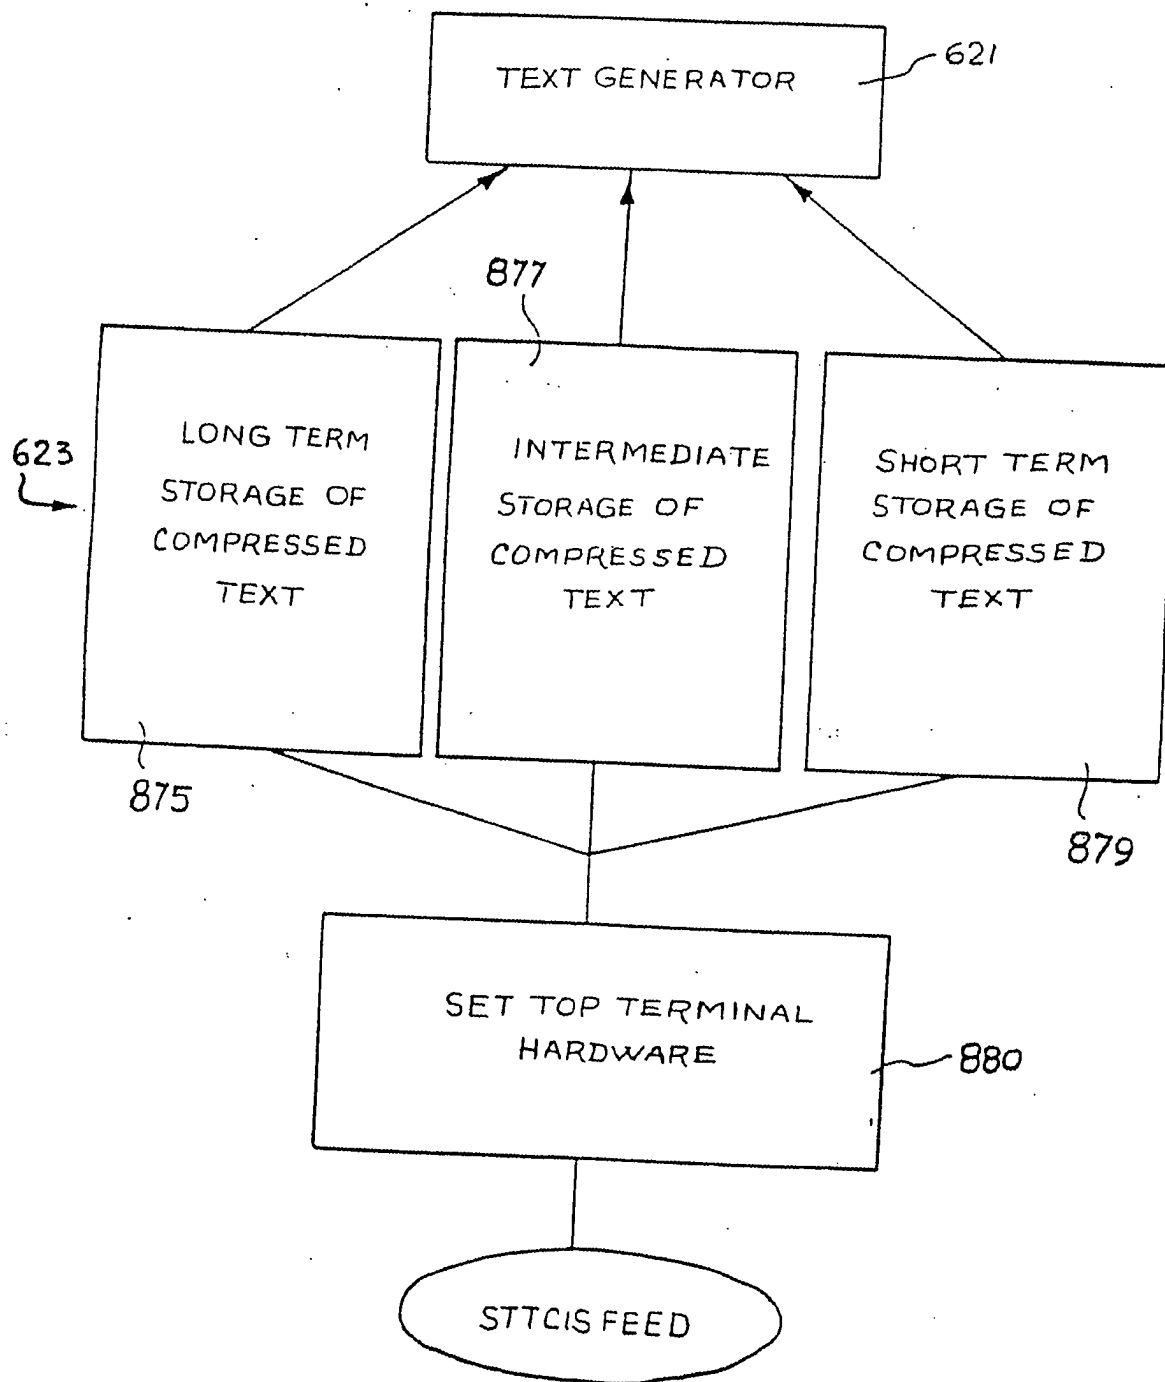 TEXT GENERATOR
621
877
623
LONG TERM
STORAGE OF
COMPRESSED
TEXT
INTERMEDIATE
STORAGE OF
COMPRESSED
TEXT
SHORT TERM
STORAGE OF
COMPRESSED
TEXT
875
879
SET TOP TERMINAL
HARDWARE
880
STTCIS FEED